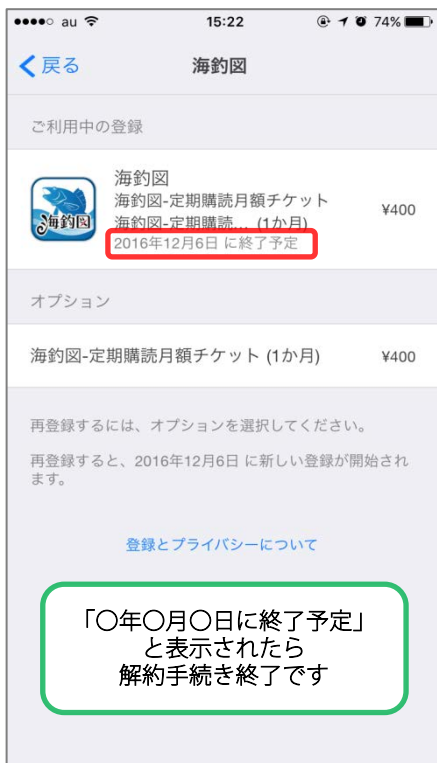 ●●●●○ au 15:22 74%
戻る 海釣図
ご利用中の登録
海釣図
海釣図
海釣図-定期購読月額チケット
海釣図-定期購読... (1か月)
¥400
2016年12月6日 に終了予定
オプション
海釣図-定期購読月額チケット (1か月) ¥400
再登録するには、オプションを選択してください。
再登録すると、2016年12月6日 に新しい登録が開始され
ます。
登録とプライバシーについて
「〇年〇月〇日に終了予定」
と表示されたら
解約手続き終了です